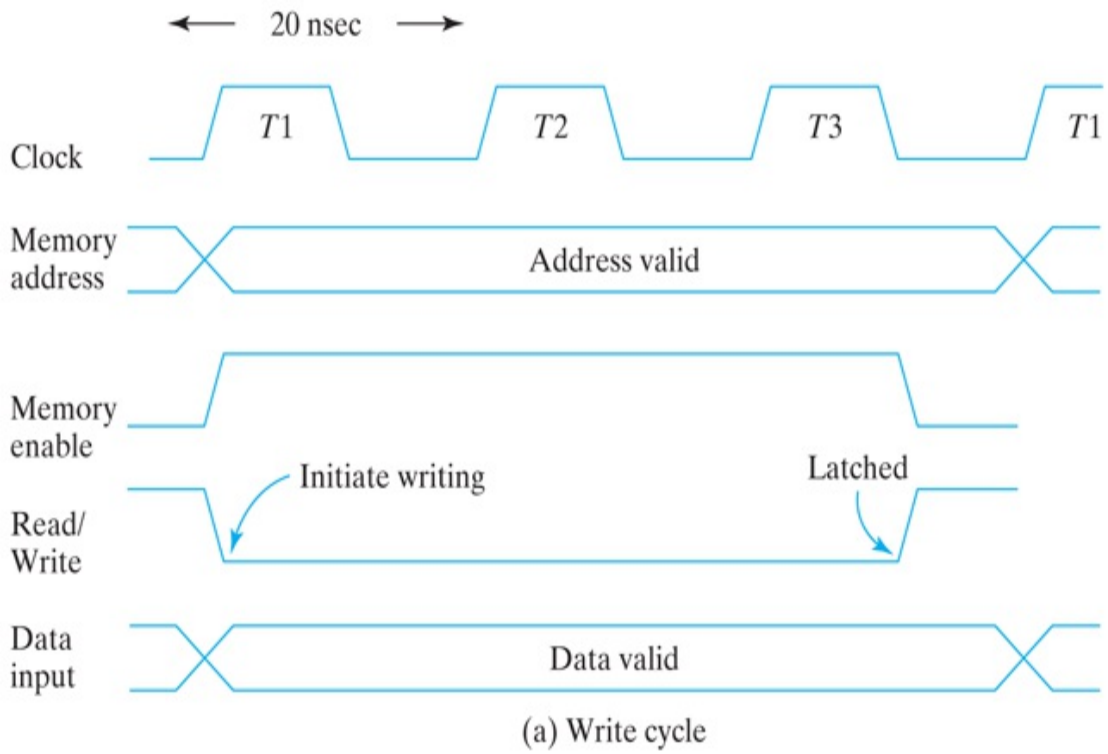 20 nsec
Clock
T1
T2
T3
T1
Memory
address
Address valid
Memory
enable
Initiate writing
Latched
Read/
Write
Data
input
Data valid
(a) Write cycle